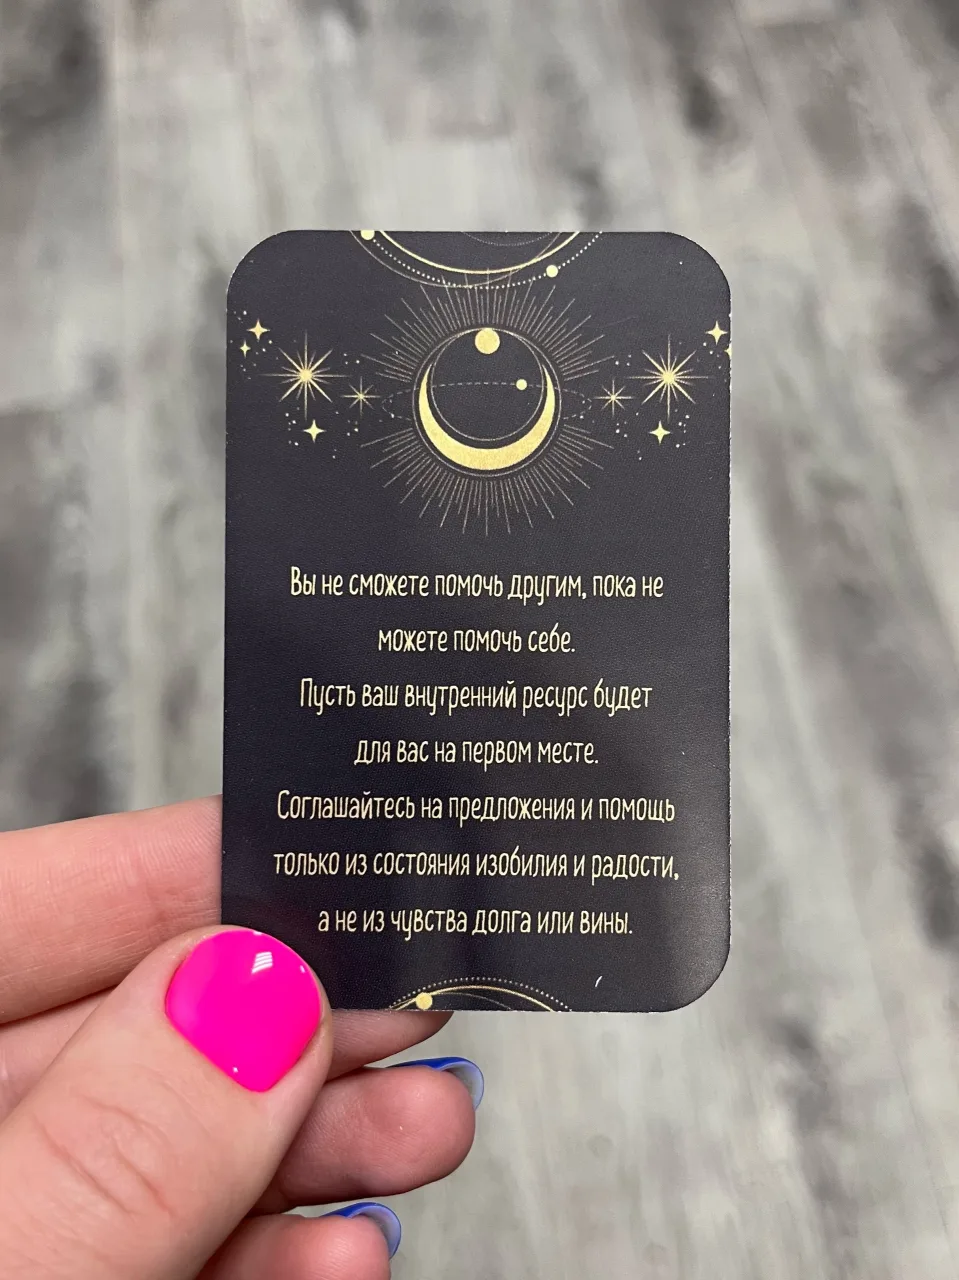 Вы не сможете помочь другим, пока не
можете помочь себе.
Пусть ваш внутренний ресурс будет
для вас на первом месте.
Соглашайтесь на предложения и помощь
только из состояния изобилия и радости,
а не из чувства долга или вины.